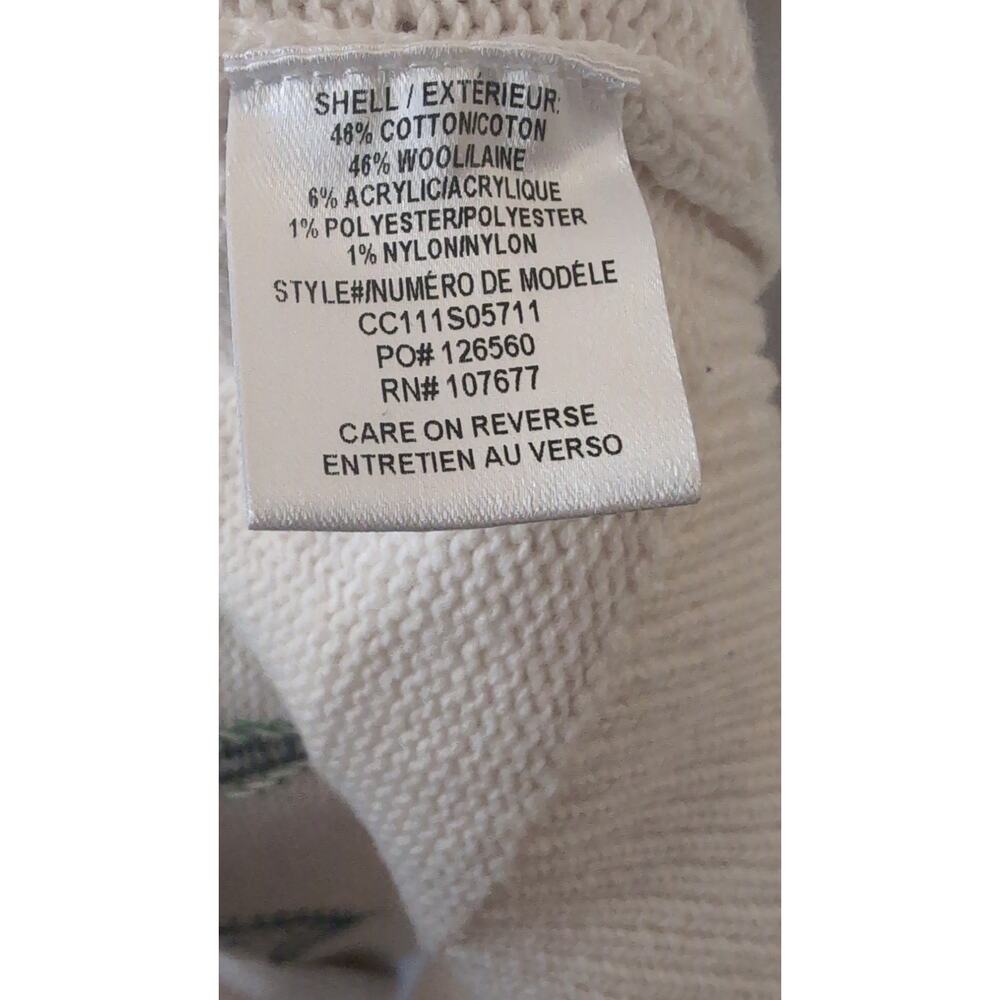 SHELL / EXTÉRIEUR:
46% COTTON/COTON
46% WOOL/LAINE
6% ACRYLIC/ACRYLIQUE
1% POLYESTER/POLYESTER
1% NYLON/NYLON
STYLE#/NUMÉRO DE MODÉLE
CC111S05711
PO# 126560
RN# 107677
CARE ON REVERSE
ENTRETIEN AU VERSO